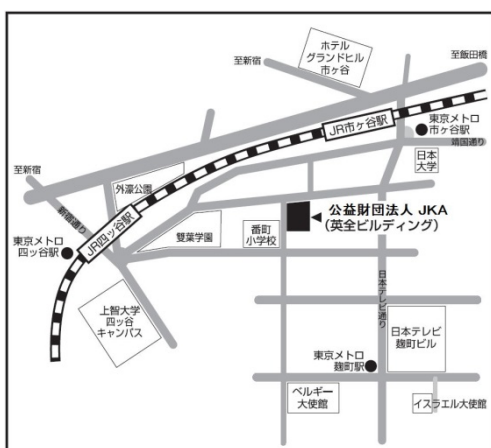 ホテル
グランドヒル
市ヶ谷
至新宿
至飯田橋
JR市ヶ谷駅
東京メトロ
市ヶ谷駅
靖国通り
日本
大学
至新宿
外濠公園
新宿通り
JR四ッ谷駅
東京メトロ
四ッ谷駅
雙葉学園
番町
小学校
公益財団法人 JKA
(英全ビルディング)
上智大学
四ッ谷
キャンパス
日本テレビ通り
日本テレビ
麹町ビル
東京メトロ
麹町駅
ベルギー
大使館
イスラエル大使館